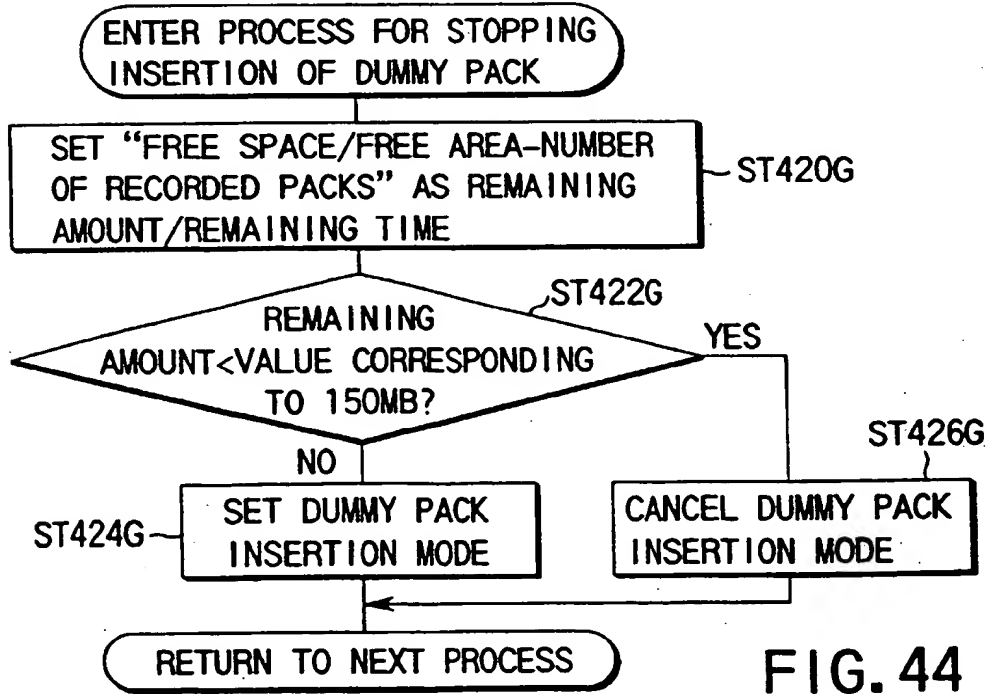 ENTER PROCESS FOR STOPPING
INSERTION OF DUMMY PACK
SET “FREE SPACE/FREE AREA-NUMBER
OF RECORDED PACKS” AS REMAINING
AMOUNT/REMAINING TIME
ST420G
ST422G
REMAINING
AMOUNT<VALUE CORRESPONDING
TO 150MB?
YES
NO
ST426G
ST424G
SET DUMMY PACK
INSERTION MODE
CANCEL DUMMY PACK
INSERTION MODE
RETURN TO NEXT PROCESS
FIG. 44